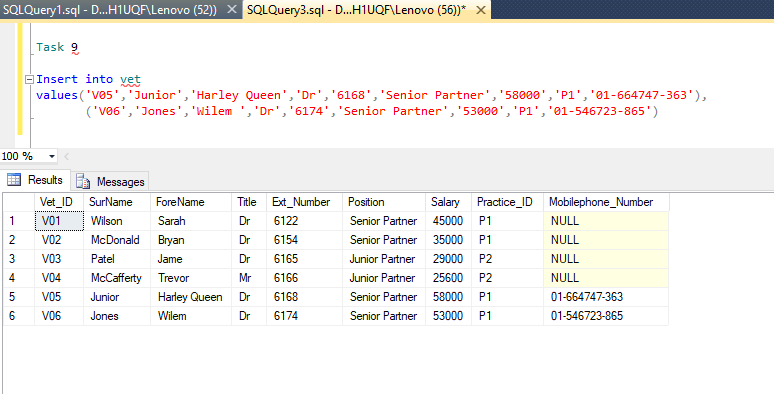 SQLQuery1.sql - D...H1UQF\Lenovo (52)) SQLQuery3.sql - D...H1UQF\Lenovo (56))*
Task 9
Insert into vet
values('V05','Junior','Harley Queen','Dr','6168','Senior Partner','58000','P1','01-664747-363'),
('V06','Jones','Wilem ','Dr','6174','Senior Partner','53000','P1','01-546723-865')
100 %
Results Messages
Vet_ID SurName ForeName Title Ext_Number Position Salary Practice_ID Mobilephone_Number
1 V01 Wilson Sarah Dr 6122 Senior Partner 45000 P1 NULL
2 V02 McDonald Bryan Dr 6154 Senior Partner 35000 P1 NULL
3 V03 Patel Jame Dr 6165 Junior Partner 29000 P2 NULL
4 V04 McCafferty Trevor Mr 6166 Junior Partner 25600 P2 NULL
5 V05 Junior Harley Queen Dr 6168 Senior Partner 58000 P1 01-664747-363
6 V06 Jones Wilem Dr 6174 Senior Partner 53000 P1 01-546723-865